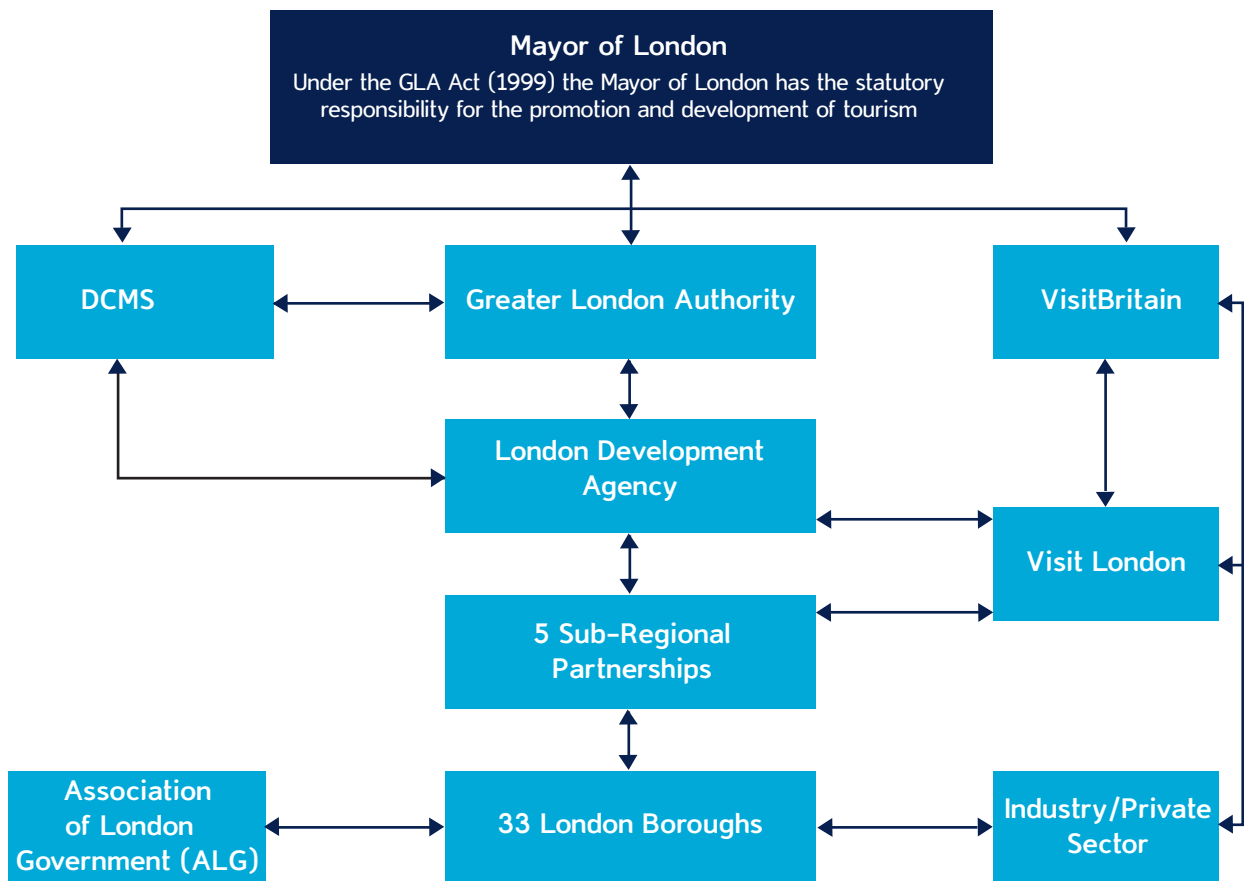 Mayor of London
Under the GLA Act (1999) the Mayor of London has the statutory
responsibility for the promotion and development of tourism
DCMS
Greater London Authority
VisitBritain
London Development
Agency
Visit London
5 Sub-Regional
Partnerships
Association
of London
Government (ALG)
33 London Boroughs
Industry/Private
Sector